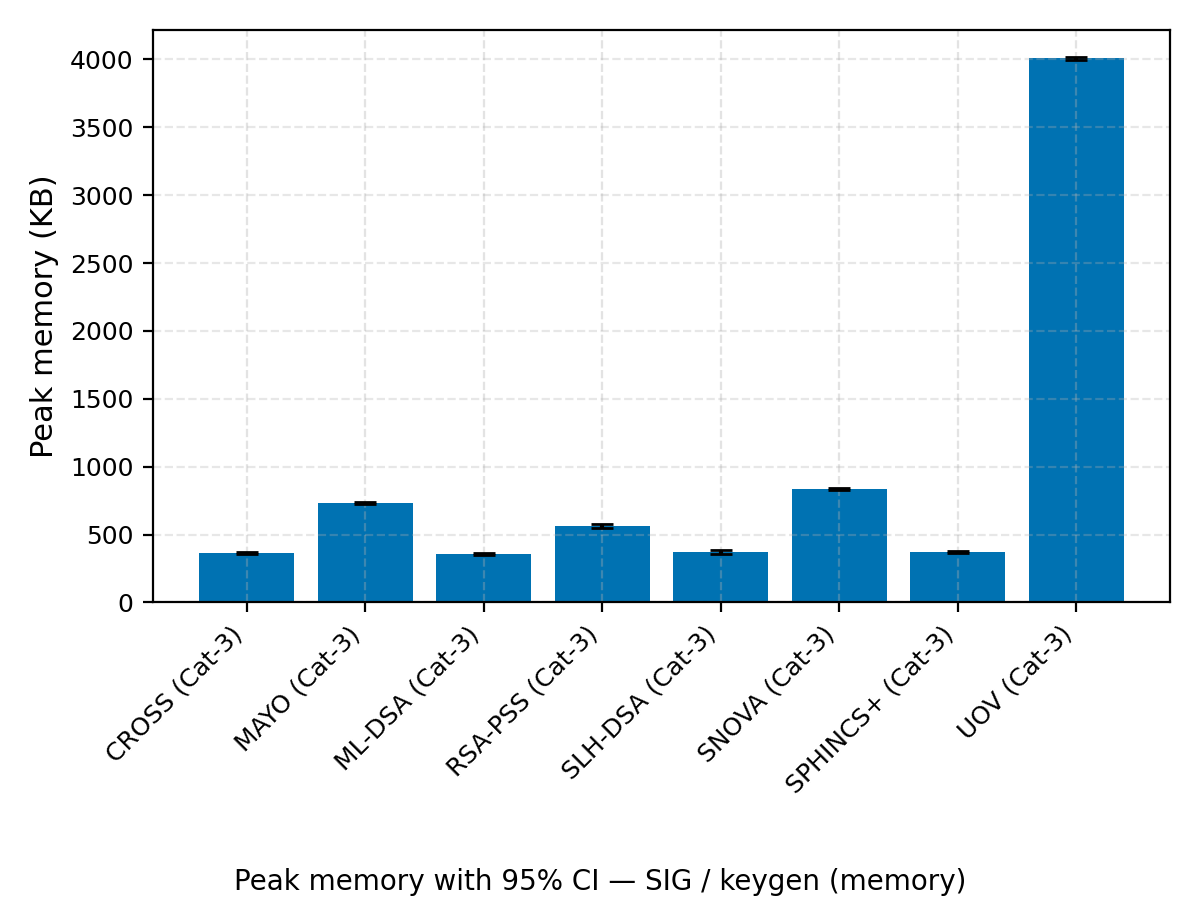 Peak memory (KB)
4000
3500
3000
2500
2000
1500
1000
500
0
CROSS (Cat-3)
MAYO (Cat-3)
ML-DSA (Cat-3)
RSA-PSS (Cat-3)
SLH-DSA (Cat-3)
SNOVA (Cat-3)
SPHINCS+ (Cat-3)
UOV (Cat-3)
Peak memory with 95% CI — SIG / keygen (memory)